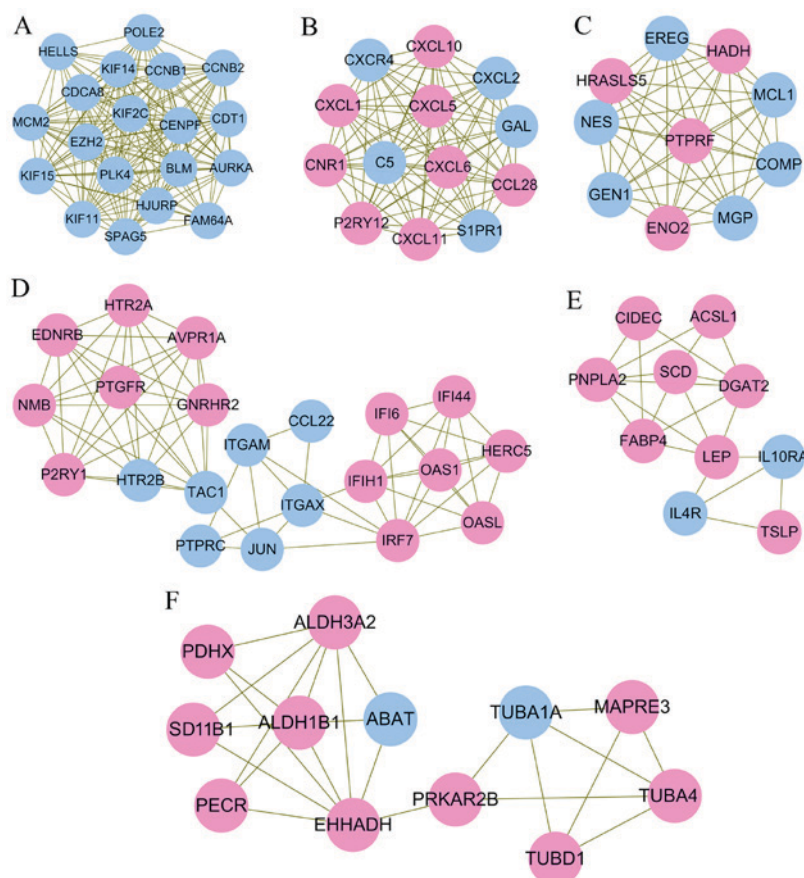 A
POLE2
HELLS
KIF14
CCNB1
CCNB2
CDCA8
KIF2C
MCM2
CENPF
CDT1
EZH2
KIF15
PLK4
BLM
AURKA
HJURP
KIF11
FAM64A
SPAG5
B
CXCL10
CXCR4
CXCL2
CXCL1
CXCL5
GAL
C5
CNR1
CXCL6
CCL28
P2RY12
CXCL11
S1PR1
C
EREG
HADH
HRASLS5
MCL1
NES
PTPRF
COMP
GEN1
MGP
ENO2
D
HTR2A
EDNRB
AVPR1A
PTGFR
NMB
GNRHR2
P2RY1
HTR2B
TAC1
ITGAM
CCL22
ITGAX
PTPRC
JUN
IFI44
IFI6
HERC5
OAS1
IFIH1
OASL
IRF7
E
CIDEC
ACSL1
SCD
PNPLA2
DGAT2
FABP4
LEP
IL10RA
IL4R
TSLP
F
ALDH3A2
PDHX
SD11B1
ALDH1B1
ABAT
PECR
EHHADH
TUBA1A
MAPRE3
PRKAR2B
TUBA4
TUBD1